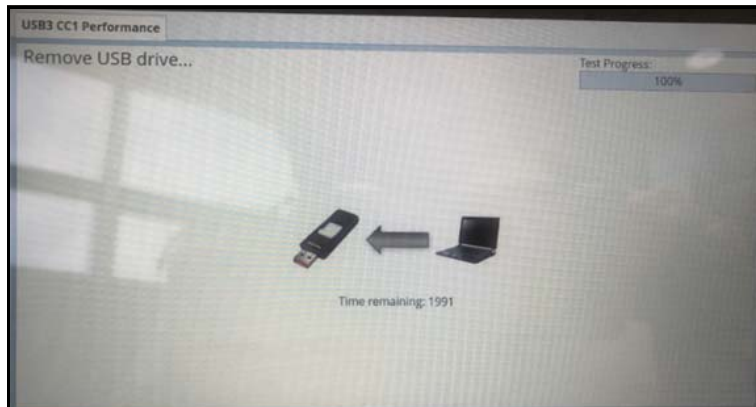 USB3 CC1 Performance
Remove USB drive...
Test Progress:
100%
Time remaining: 1991